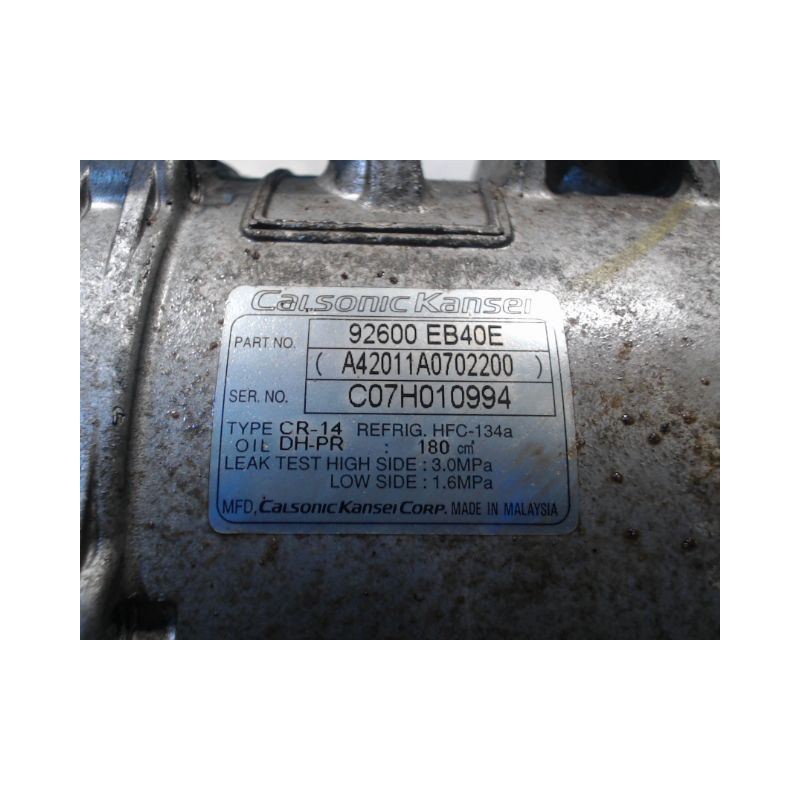 Calsonic Kansei
PART NO. 92600 EB40E
( A42011A0702200 )
SER. NO. C07H010994
TYPE CR-14 REFRIG. HFC-134a
OIL DH-PR : 180 cm³
LEAK TEST HIGH SIDE : 3.0MPa
LOW SIDE : 1.6MPa
MFD, CALSONIC KANSEI CORP. MADE IN MALAYSIA